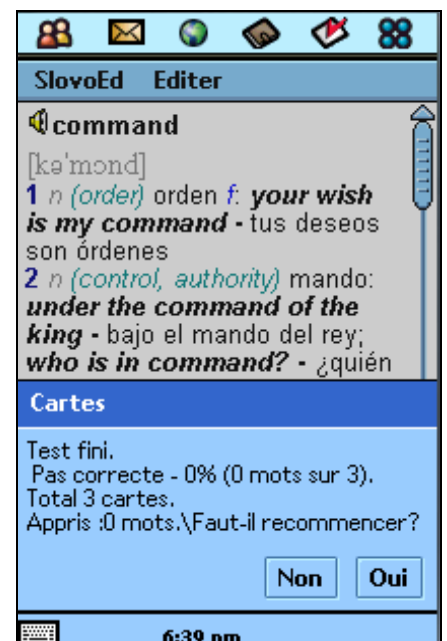 SlovoEd Editer
command
[kə'mɔnd]
1 n (order) orden f: your wish
is my command - tus deseos
son órdenes
2 n (control, authority) mando:
under the command of the
king - bajo el mando del rey;
who is in command? - ¿quién
Cartes
Test fini.
Pas correcte - 0% (0 mots sur 3).
Total 3 cartes.
Appris :0 mots.\Faut-il recommencer?
Non Oui
6:39 pm